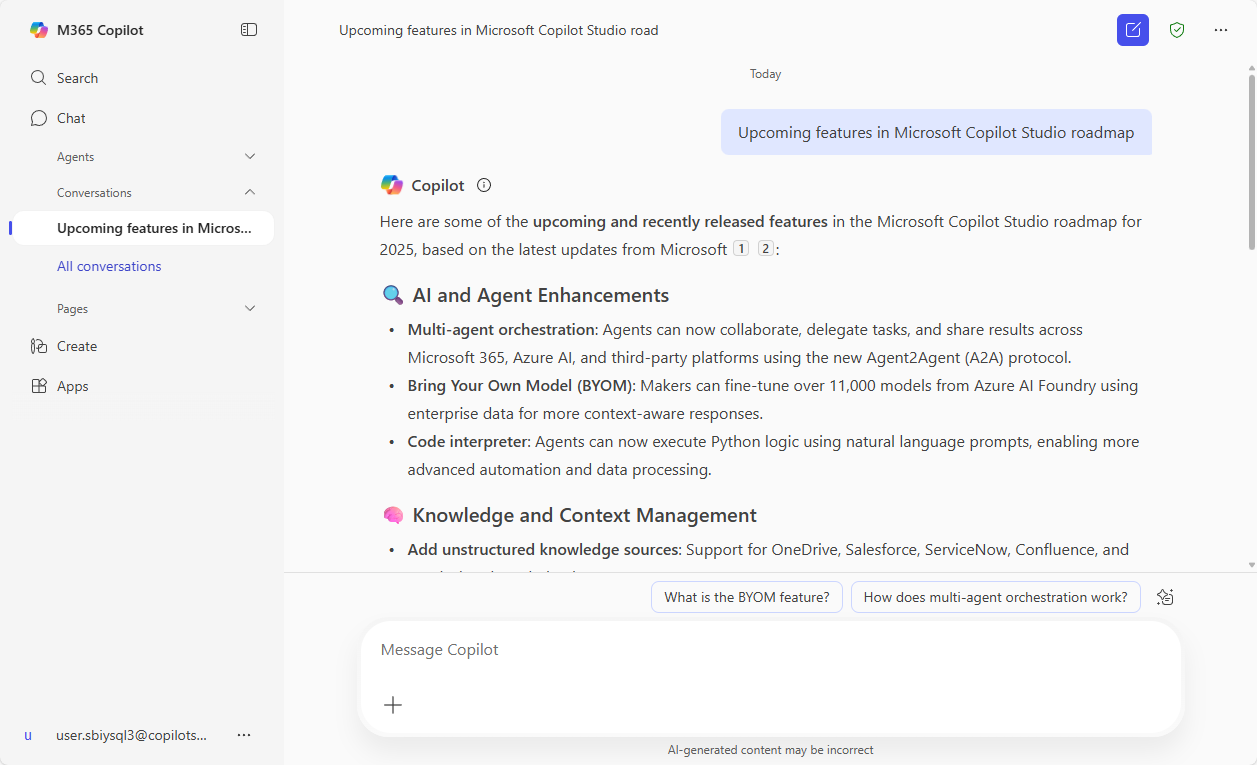 M365 Copilot
Search
Chat
Agents
Conversations
Upcoming features in Micros...
All conversations
Pages
Create
Apps
u user.sbiysql3@copilots... ...
Upcoming features in Microsoft Copilot Studio road
Today
Upcoming features in Microsoft Copilot Studio roadmap
Copilot
Here are some of the upcoming and recently released features in the Microsoft Copilot Studio roadmap for
2025, based on the latest updates from Microsoft 1 2 :
AI and Agent Enhancements
• Multi-agent orchestration: Agents can now collaborate, delegate tasks, and share results across
Microsoft 365, Azure AI, and third-party platforms using the new Agent2Agent (A2A) protocol.
• Bring Your Own Model (BYOM): Makers can fine-tune over 11,000 models from Azure AI Foundry using
enterprise data for more context-aware responses.
• Code interpreter: Agents can now execute Python logic using natural language prompts, enabling more
advanced automation and data processing.
Knowledge and Context Management
• Add unstructured knowledge sources: Support for OneDrive, Salesforce, ServiceNow, Confluence, and
What is the BYOM feature?
How does multi-agent orchestration work?
Message Copilot
AI-generated content may be incorrect